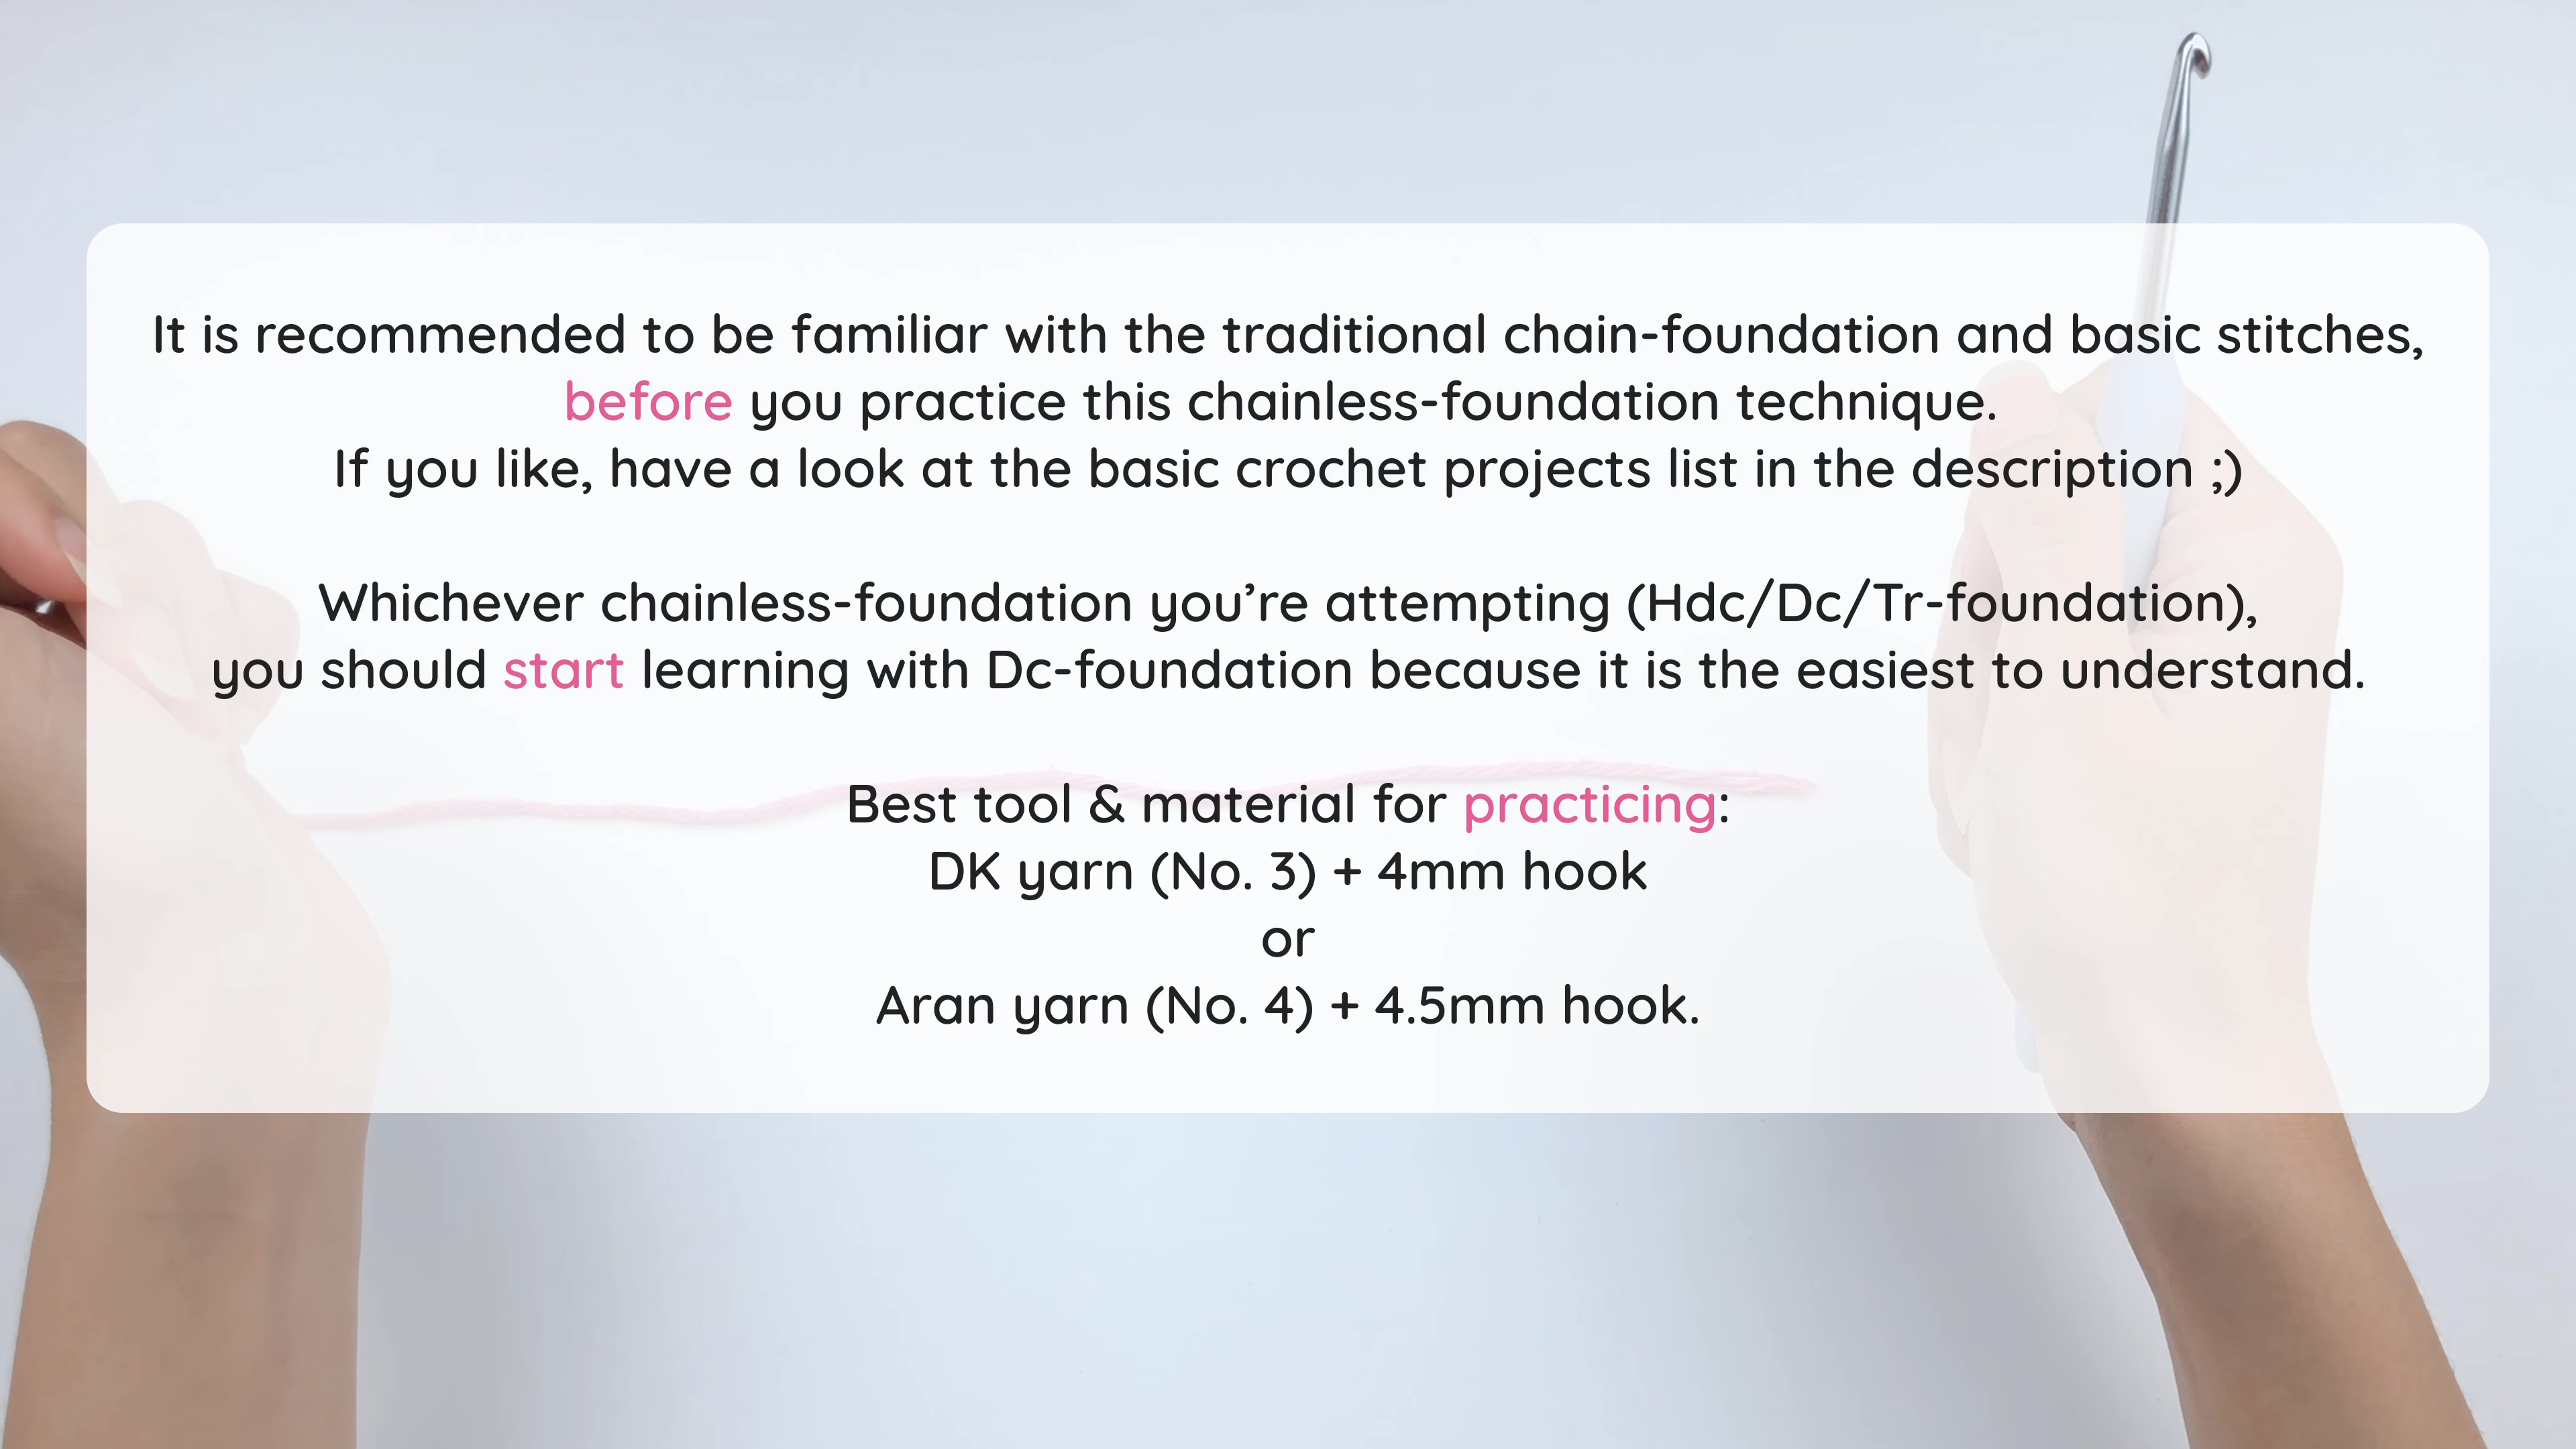 It is recommended to be familiar with the traditional chain-foundation and basic stitches,
before you practice this chainless-foundation technique.
If you like, have a look at the basic crochet projects list in the description ;)
Whichever chainless-foundation you’re attempting (Hdc/Dc/Tr-foundation),
you should start learning with Dc-foundation because it is the easiest to understand.
Best tool & material for practicing:
DK yarn (No. 3) + 4mm hook
or
Aran yarn (No. 4) + 4.5mm hook.